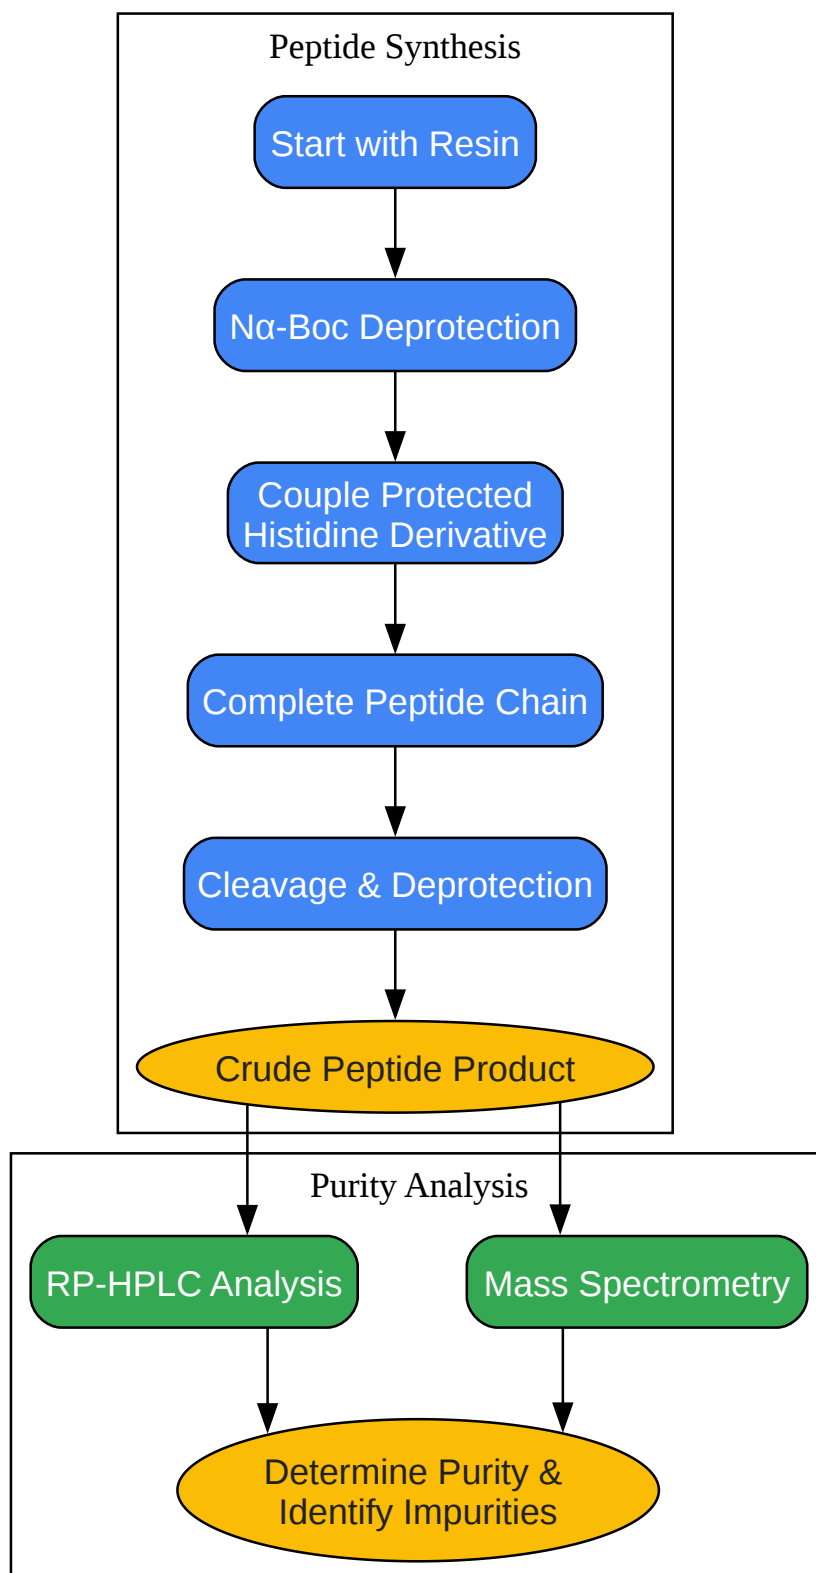 Peptide Synthesis
Start with Resin
Nα-Boc Deprotection
Couple Protected
Histidine Derivative
Complete Peptide Chain
Cleavage & Deprotection
Crude Peptide Product
Purity Analysis
RP-HPLC Analysis
Mass Spectrometry
Determine Purity &
Identify Impurities